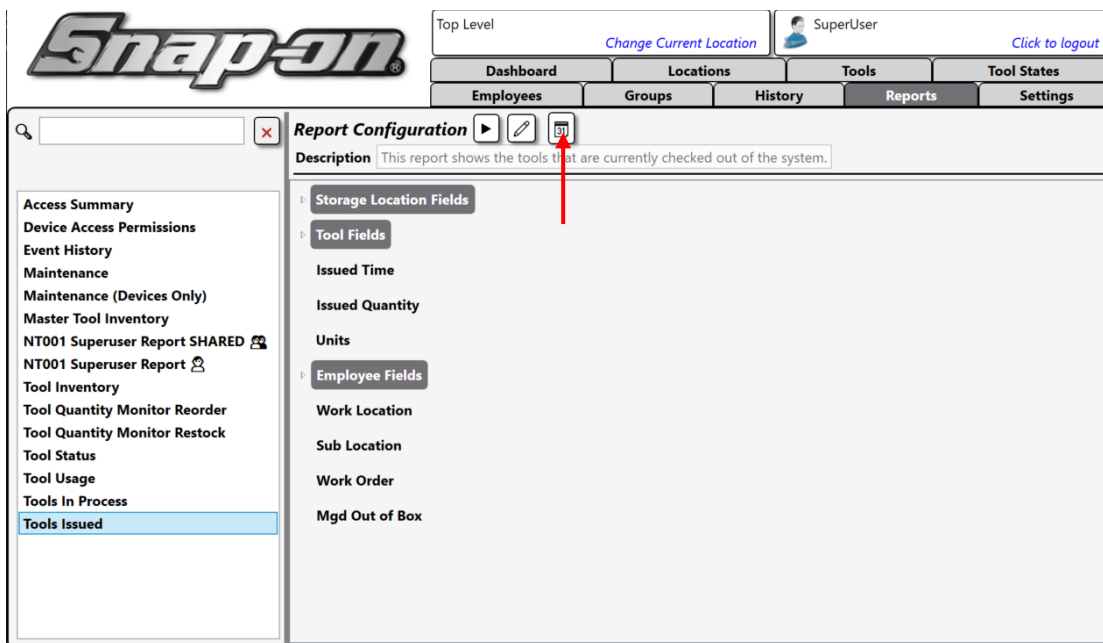 Snap-on
Top Level
Change Current Location
SuperUser
Click to logout
Dashboard
Locations
Tools
Tool States
Employees
Groups
History
Reports
Settings
Report Configuration
31
Description
This report shows the tools that are currently checked out of the system.
Access Summary
Device Access Permissions
Event History
Maintenance
Maintenance (Devices Only)
Master Tool Inventory
NT001 Superuser Report SHARED
NT001 Superuser Report
Tool Inventory
Tool Quantity Monitor Reorder
Tool Quantity Monitor Restock
Tool Status
Tool Usage
Tools In Process
Tools Issued
Storage Location Fields
Tool Fields
Issued Time
Issued Quantity
Units
Employee Fields
Work Location
Sub Location
Work Order
Mgd Out of Box